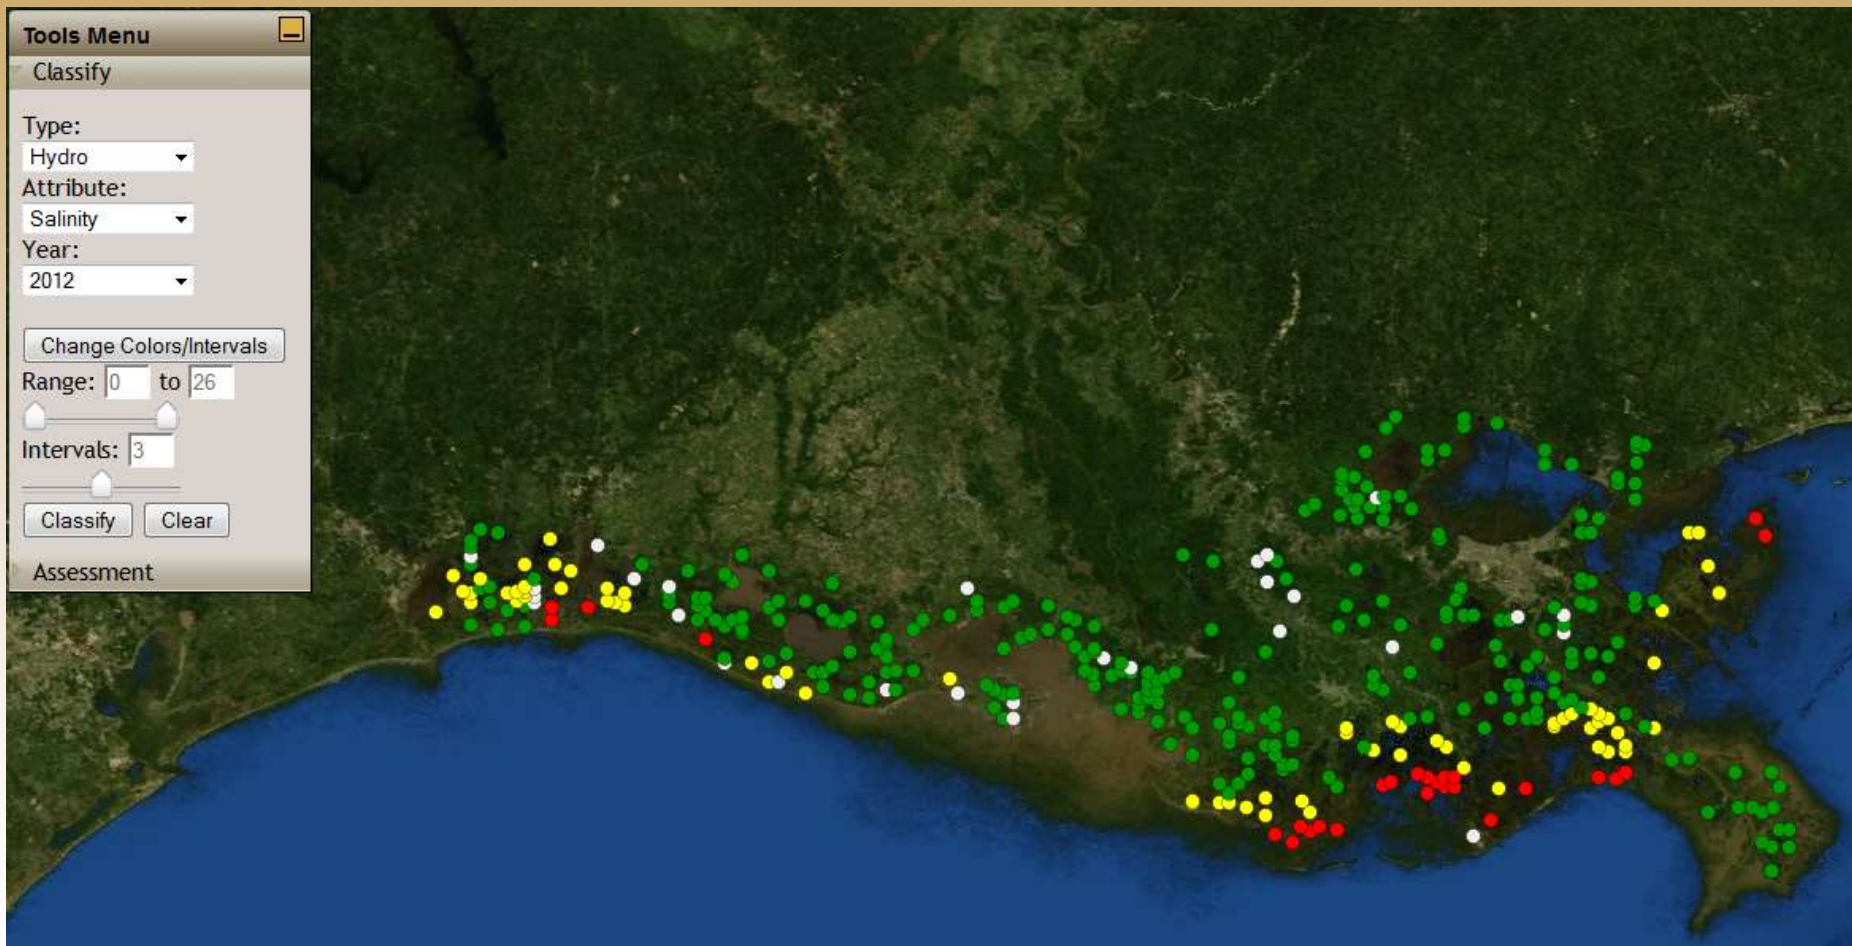 Tools Menu
Classify
Type:
Hydro
Attribute:
Salinity
Year:
2012
Change Colors/Intervals
Range: 0 to 26
Intervals: 3
Classify Clear
Assessment